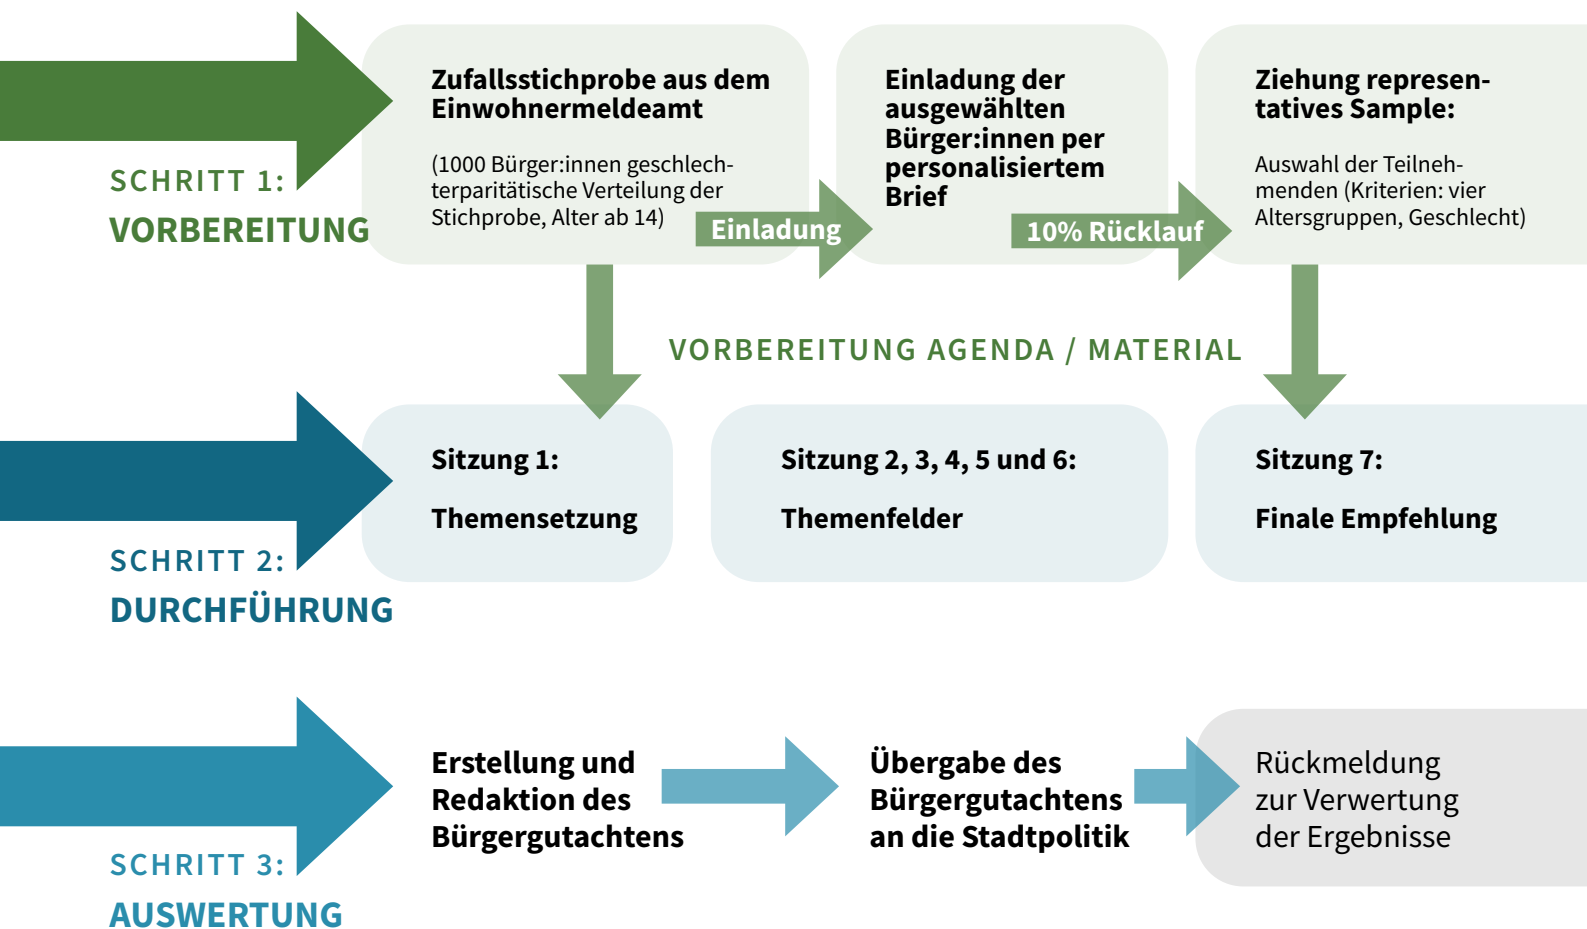 SCHRITT 1:
VORBEREITUNG
Zufallsstichprobe aus dem
Einwohnermeldeamt
(1000 Bürger:innen geschlech-
terparitätische Verteilung der
Stichprobe, Alter ab 14)
Einladung
Einladung der
ausgewählten
Bürger:innen per
personalisiertem
Brief
10% Rücklauf
Ziehung represen-
tatives Sample:
Auswahl der Teilneh-
menden (Kriterien: vier
Altersgruppen, Geschlecht)
VORBEREITUNG AGENDA / MATERIAL
SCHRITT 2:
DURCHFÜHRUNG
Sitzung 1:
Themensetzung
Sitzung 2, 3, 4, 5 und 6:
Themenfelder
Sitzung 7:
Finale Empfehlung
SCHRITT 3:
AUSWERTUNG
Erstellung und
Redaktion des
Bürgergutachtens
Übergabe des
Bürgergutachtens
an die Stadtpolitik
Rückmeldung
zur Verwertung
der Ergebnisse